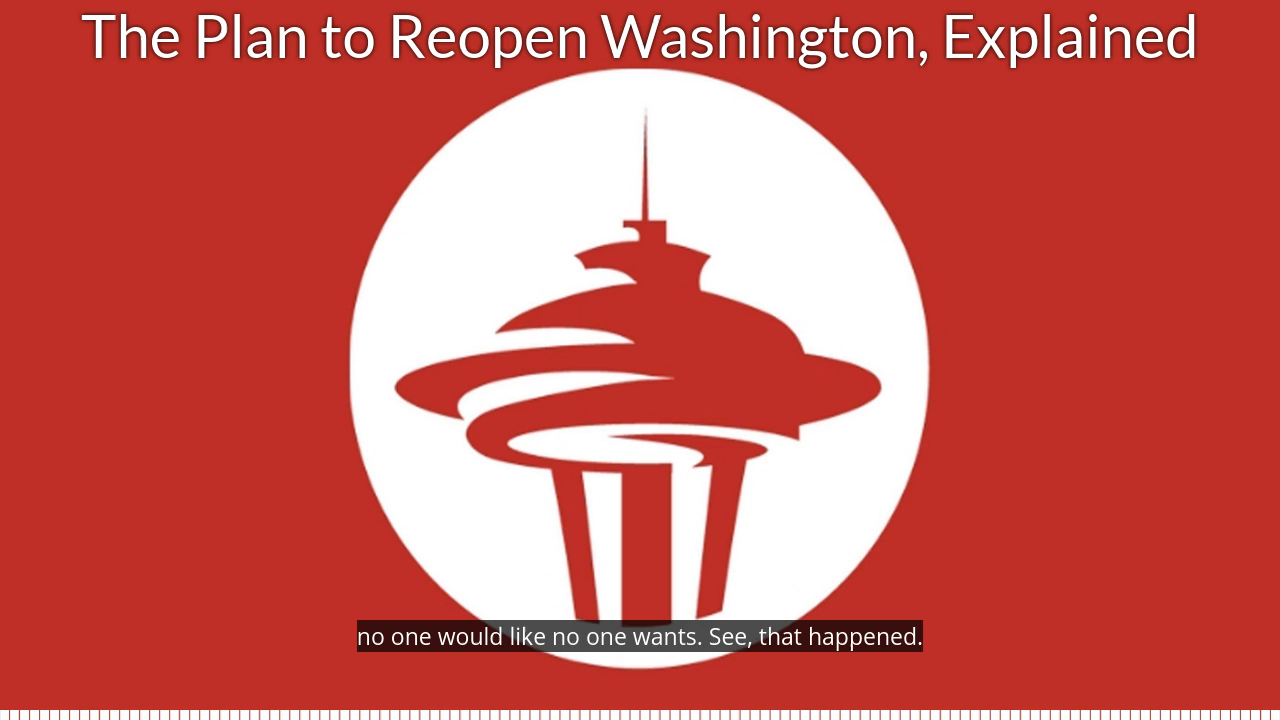 The Plan to Reopen Washington, Explained
no one would like no one wants. See, that happened.